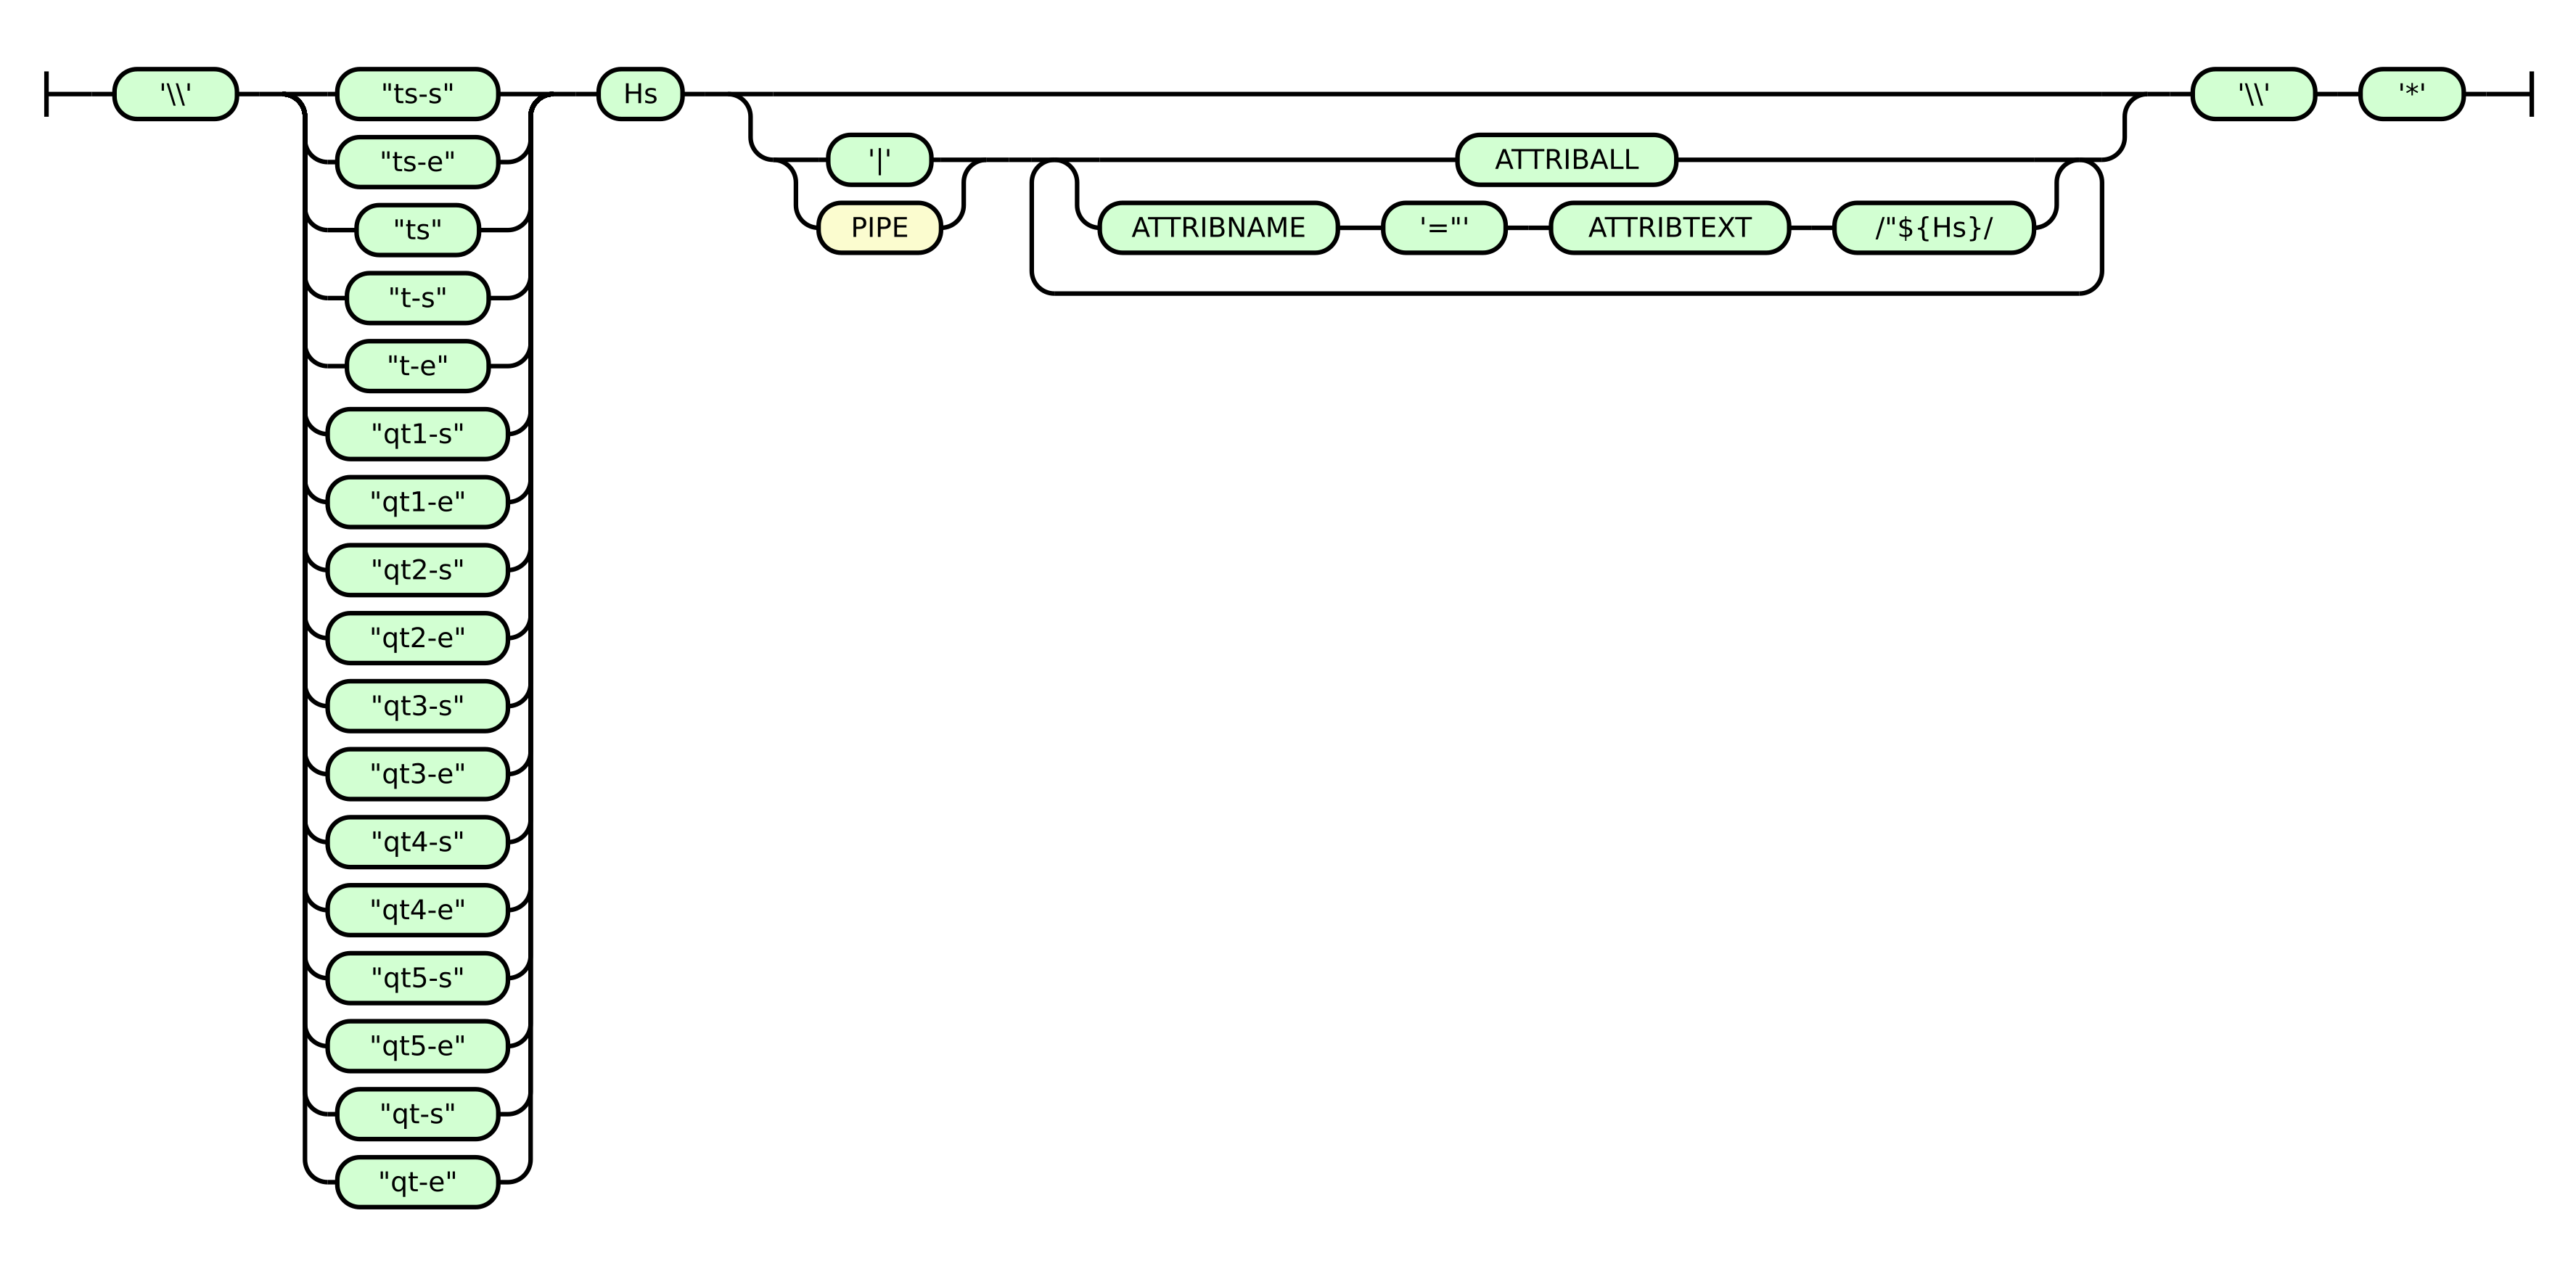 '\\' "ts-s" Hs '\\' '*'
"ts-e" '|' ATTRIBALL
"ts" PIPE ATTRIBNAME '="' ATTRIBTEXT /"${Hs}/
"t-s"
"t-e"
"qt1-s"
"qt1-e"
"qt2-s"
"qt2-e"
"qt3-s"
"qt3-e"
"qt4-s"
"qt4-e"
"qt5-s"
"qt5-e"
"qt-s"
"qt-e"